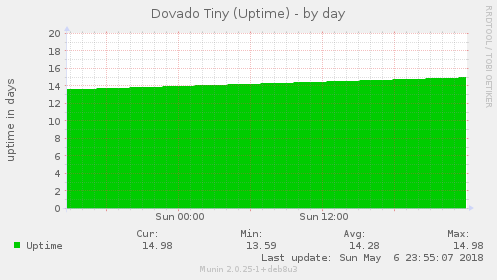 Dovado Tiny (Uptime) - by day
RRDTOOL / TOBI OETIKER
uptime in days
20
18
16
14
12
10
8
6
4
2
0
Sun 00:00 Sun 12:00
Cur: Min: Avg: Max:
Uptime 14.98 13.59 14.28 14.98
Last update: Sun May 6 23:55:07 2018
Munin 2.0.25-1+deb8u3